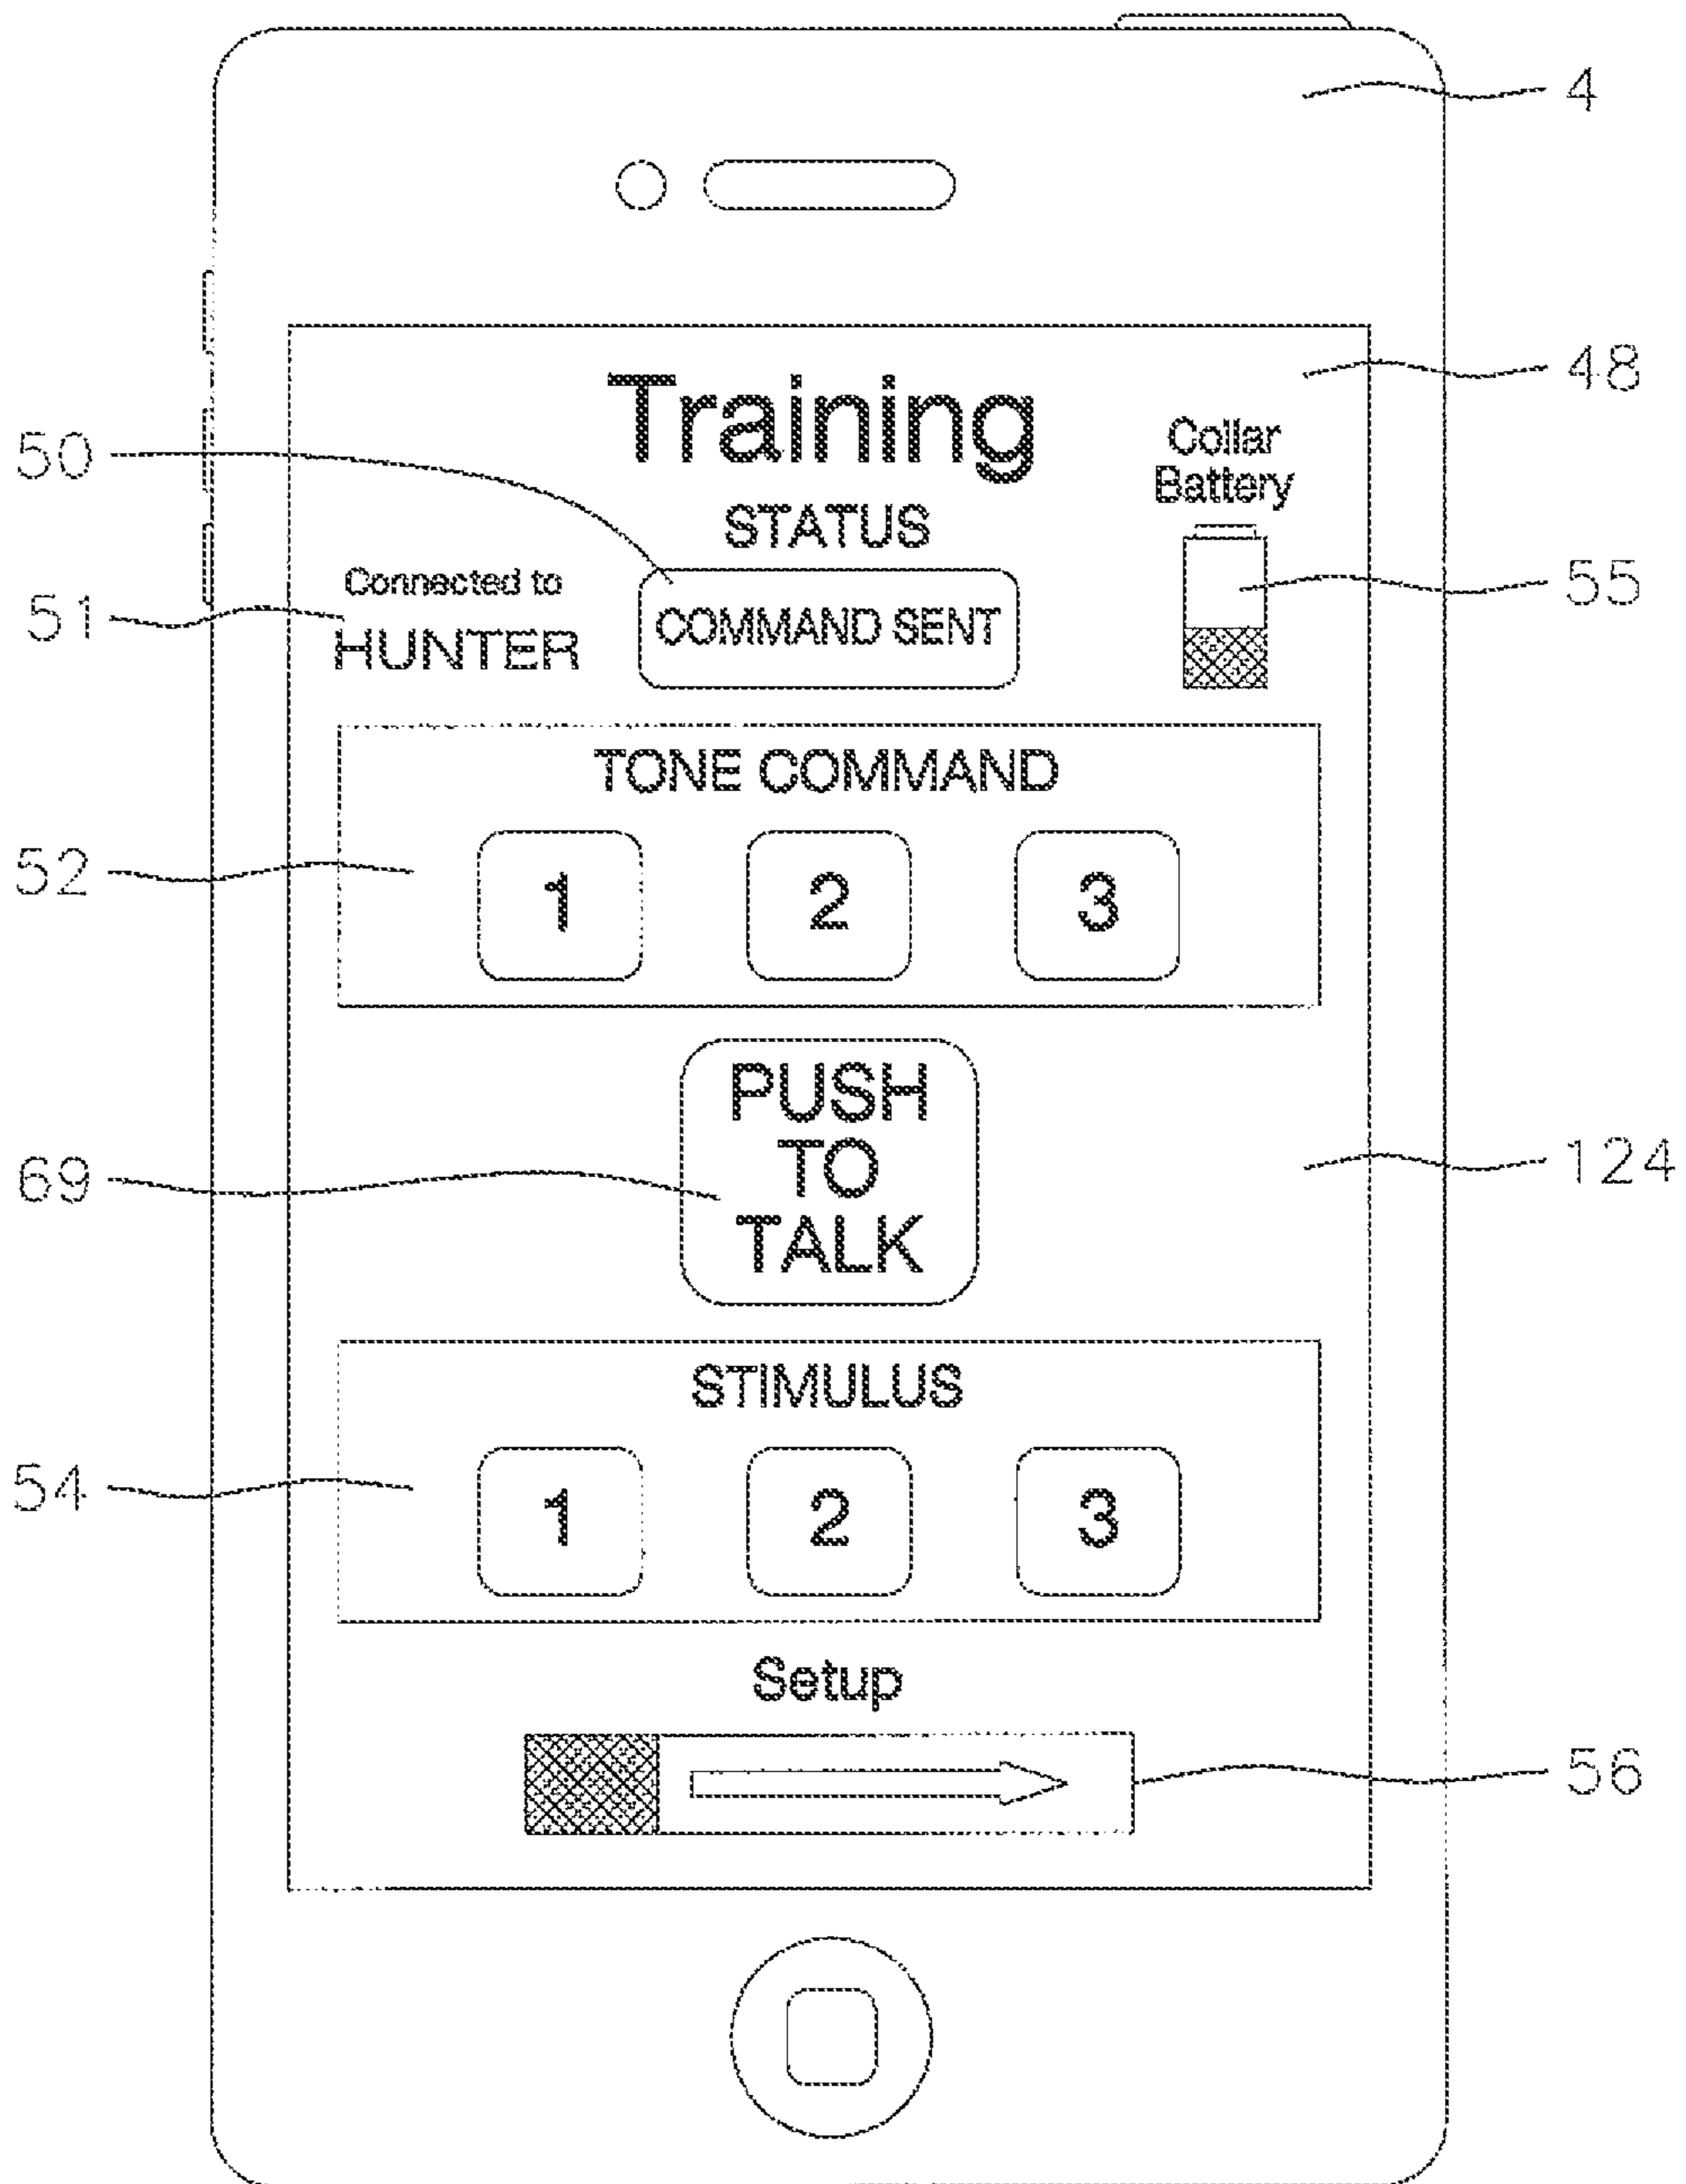 4
48
Training
Collar
Battery
50
STATUS
Connected to
55
51
HUNTER
COMMAND SENT
TONE COMMAND
52
1 2 3
PUSH
TO
TALK
69
124
STIMULUS
54
1 2 3
Setup
56